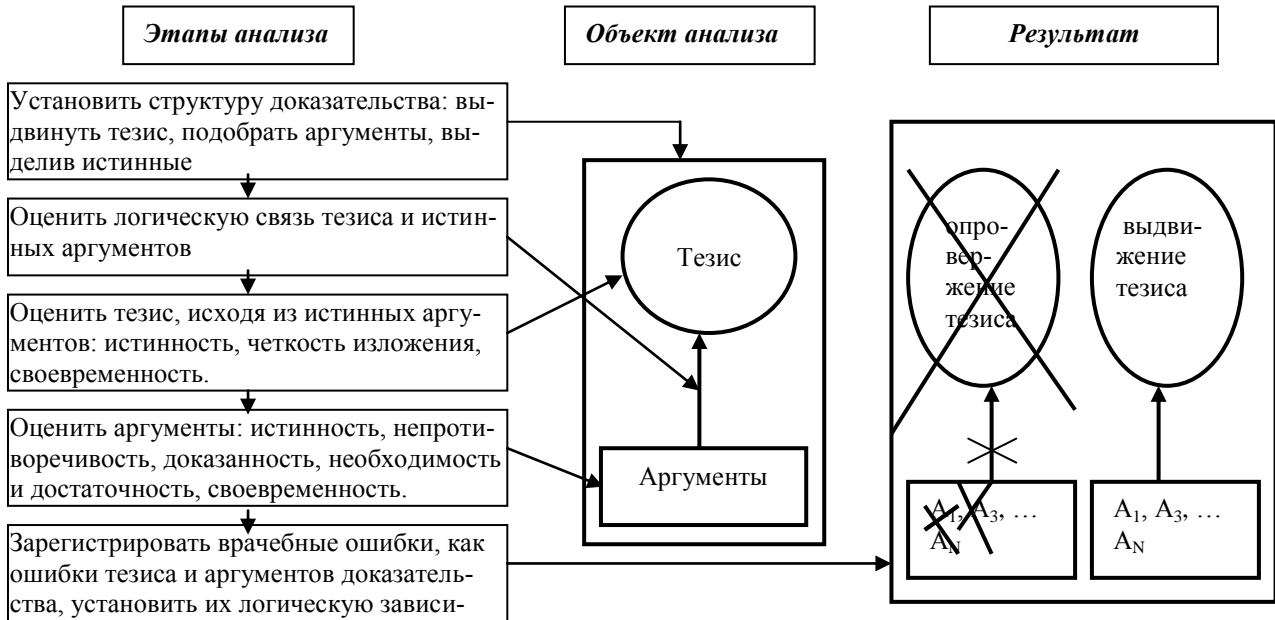 Этапы анализа
Объект анализа
Результат
Установить структуру доказательства: вы-
двинуть тезис, подобрать аргументы, вы-
делив истинные
Оценить логическую связь тезиса и истин-
ных аргументов
Оценить тезис, исходя из истинных аргу-
ментов: истинность, четкость изложения,
своевременность.
Оценить аргументы: истинность, непроти-
воречивость, доказанность, необходимость
и достаточность, своевременность.
Зарегистрировать врачебные ошибки, как
ошибки тезиса и аргументов доказатель-
ства, установить их логическую зависи-
Тезис
Аргументы
опро-
вер-
жение
тезиса
A₁, A₃, …
A_N
выдви-
жение
тезиса
A₁, A₃, …
A_N